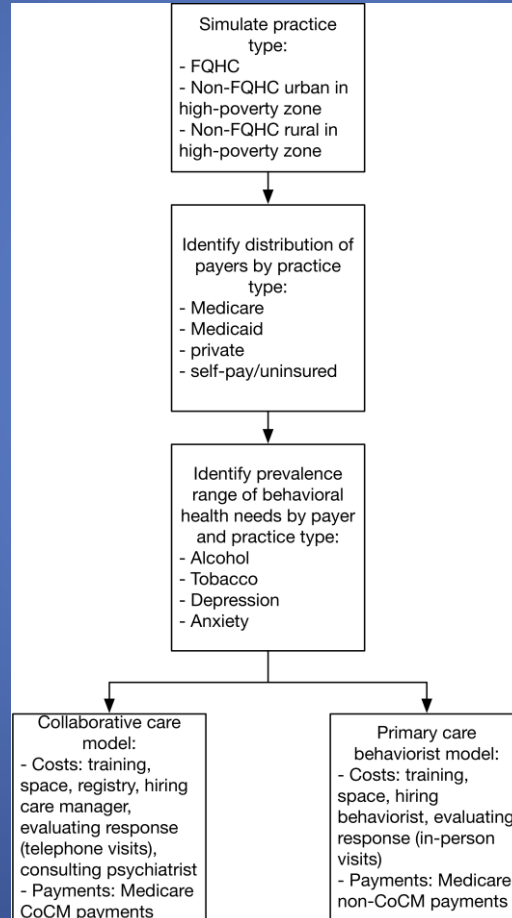 Simulate practice
type:
- FQHC
- Non-FQHC urban in
high-poverty zone
- Non-FQHC rural in
high-poverty zone
Identify distribution of
payers by practice
type:
- Medicare
- Medicaid
- private
- self-pay/uninsured
Identify prevalence
range of behavioral
health needs by payer
and practice type:
- Alcohol
- Tobacco
- Depression
- Anxiety
Collaborative care
model:
- Costs: training,
space, registry, hiring
care manager,
evaluating response
(telephone visits),
consulting psychiatrist
- Payments: Medicare
CoCM payments
Primary care
behaviorist model:
- Costs: training,
space, hiring
behaviorist, evaluating
response (in-person
visits)
- Payments: Medicare
non-CoCM payments